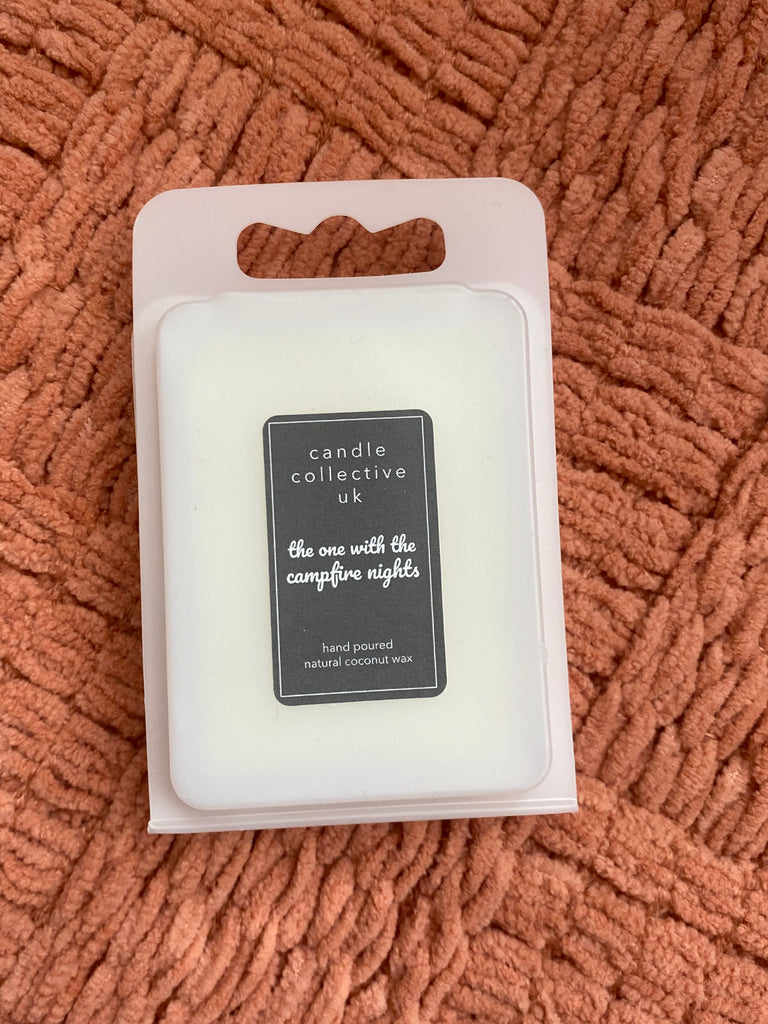 candle
collective
uk
the one with the
campfire nights
hand poured
natural coconut wax